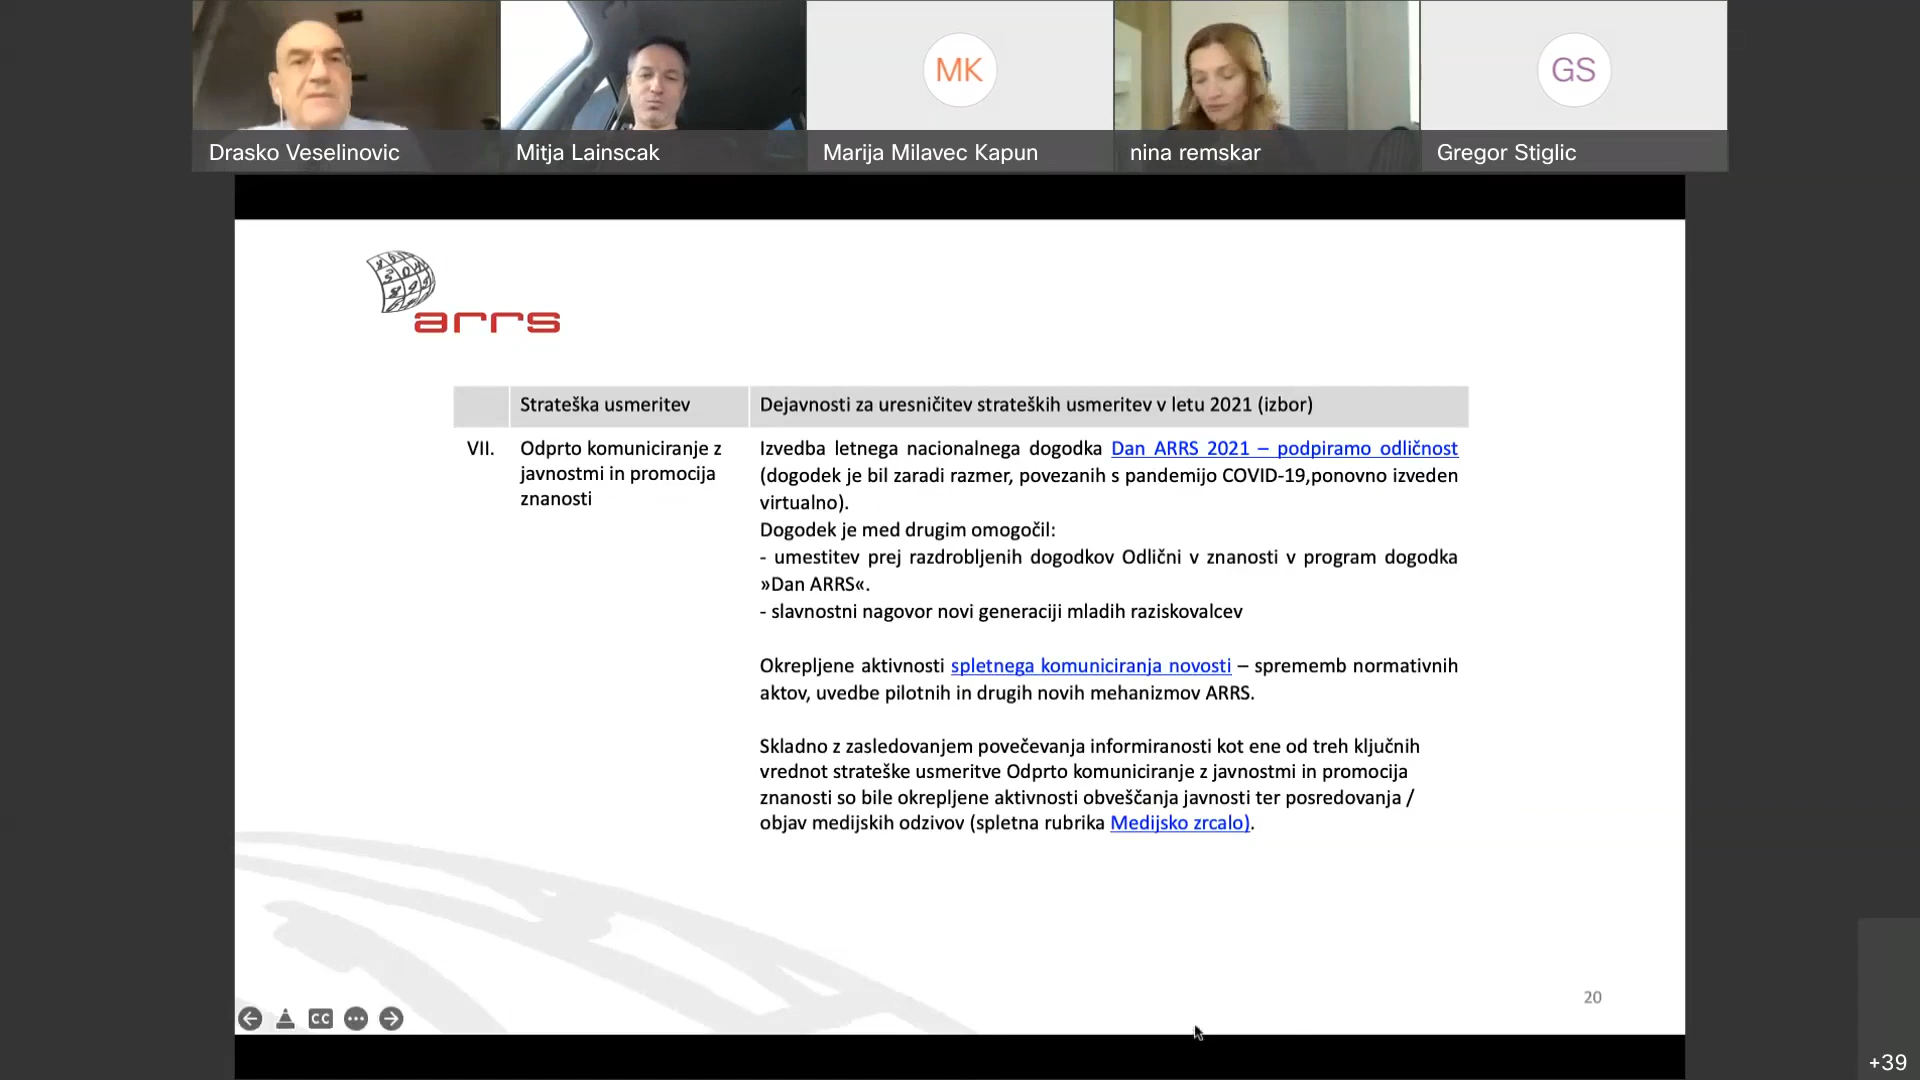 MK
GS
Drasko Veselinovic
Mitja Lainscak
Marija Milavec Kapun
nina remskar
Gregor Stiglic
arrs
Strateška usmeritev
Dejavnosti za uresničitev strateških usmeritev v letu 2021 (izbor)
VII.
Odprto komuniciranje z
javnostmi in promocija
znanosti
Izvedba letnega nacionalnega dogodka Dan ARRS 2021 – podpiramo odličnost
(dogodek je bil zaradi razmer, povezanih s pandemijo COVID-19,ponovno izveden
virtualno).
Dogodek je med drugim omogočil:
- umestitev prej razdrobljenih dogodkov Odlični v znanosti v program dogodka
»Dan ARRS«.
- slavnostni nagovor novi generaciji mladih raziskovalcev
Okrepljene aktivnosti spletnega komuniciranja novosti – sprememb normativnih
aktov, uvedbe pilotnih in drugih novih mehanizmov ARRS.
Skladno z zasledovanjem povečevanja informiranosti kot ene od treh ključnih
vrednot strateške usmeritve Odprto komuniciranje z javnostmi in promocija
znanosti so bile okrepljene aktivnosti obveščanja javnosti ter posredovanja /
objav medijskih odzivov (spletna rubrika Medijsko zrcalo).
20
CC
+39